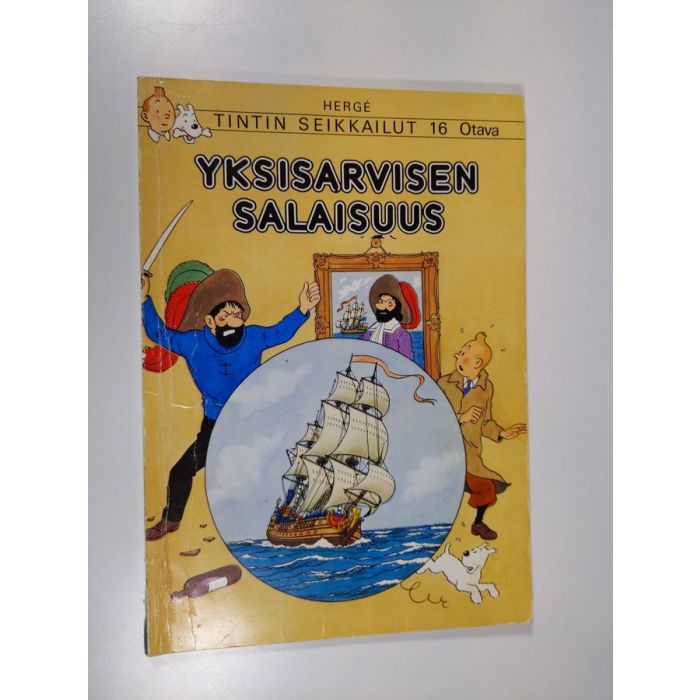 HERGÉ
TINTIN SEIKKAILUT 16 Otava
YKSISARVISEN
SALAISUUS